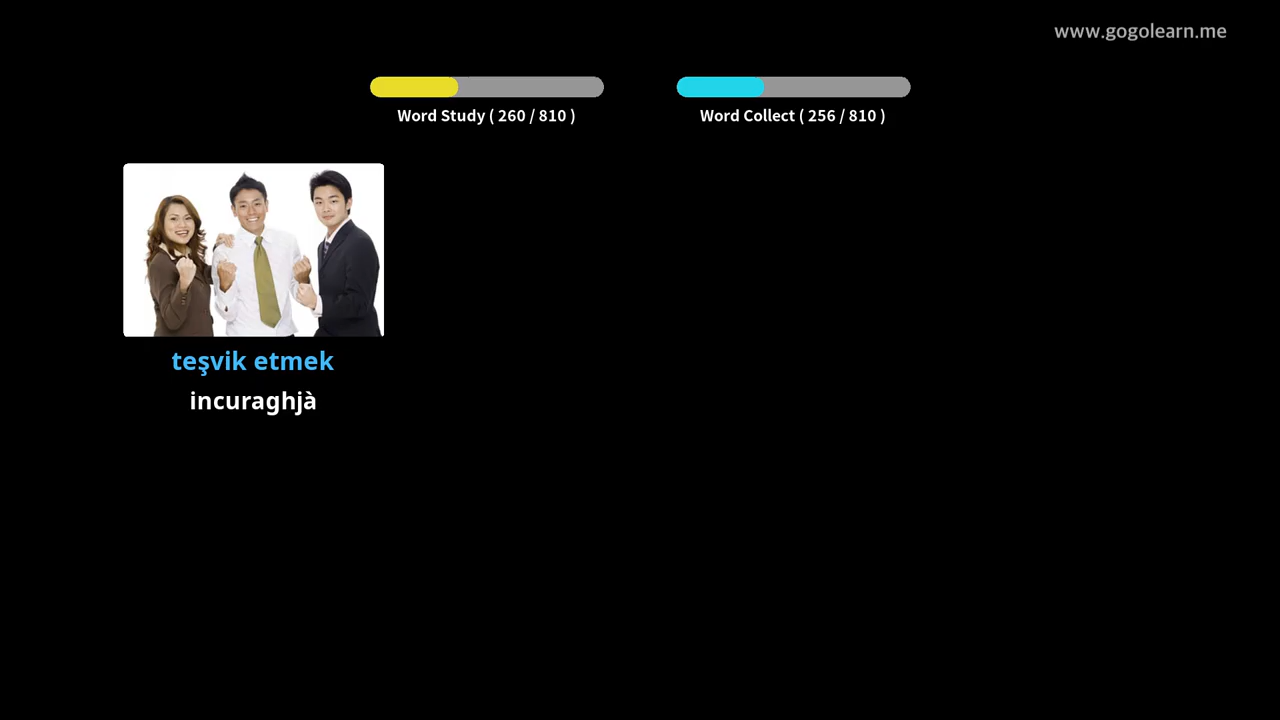 www.gogolearn.me
Word Study ( 260 / 810 )
Word Collect ( 256 / 810 )
teşvik etmek
incuraghjà